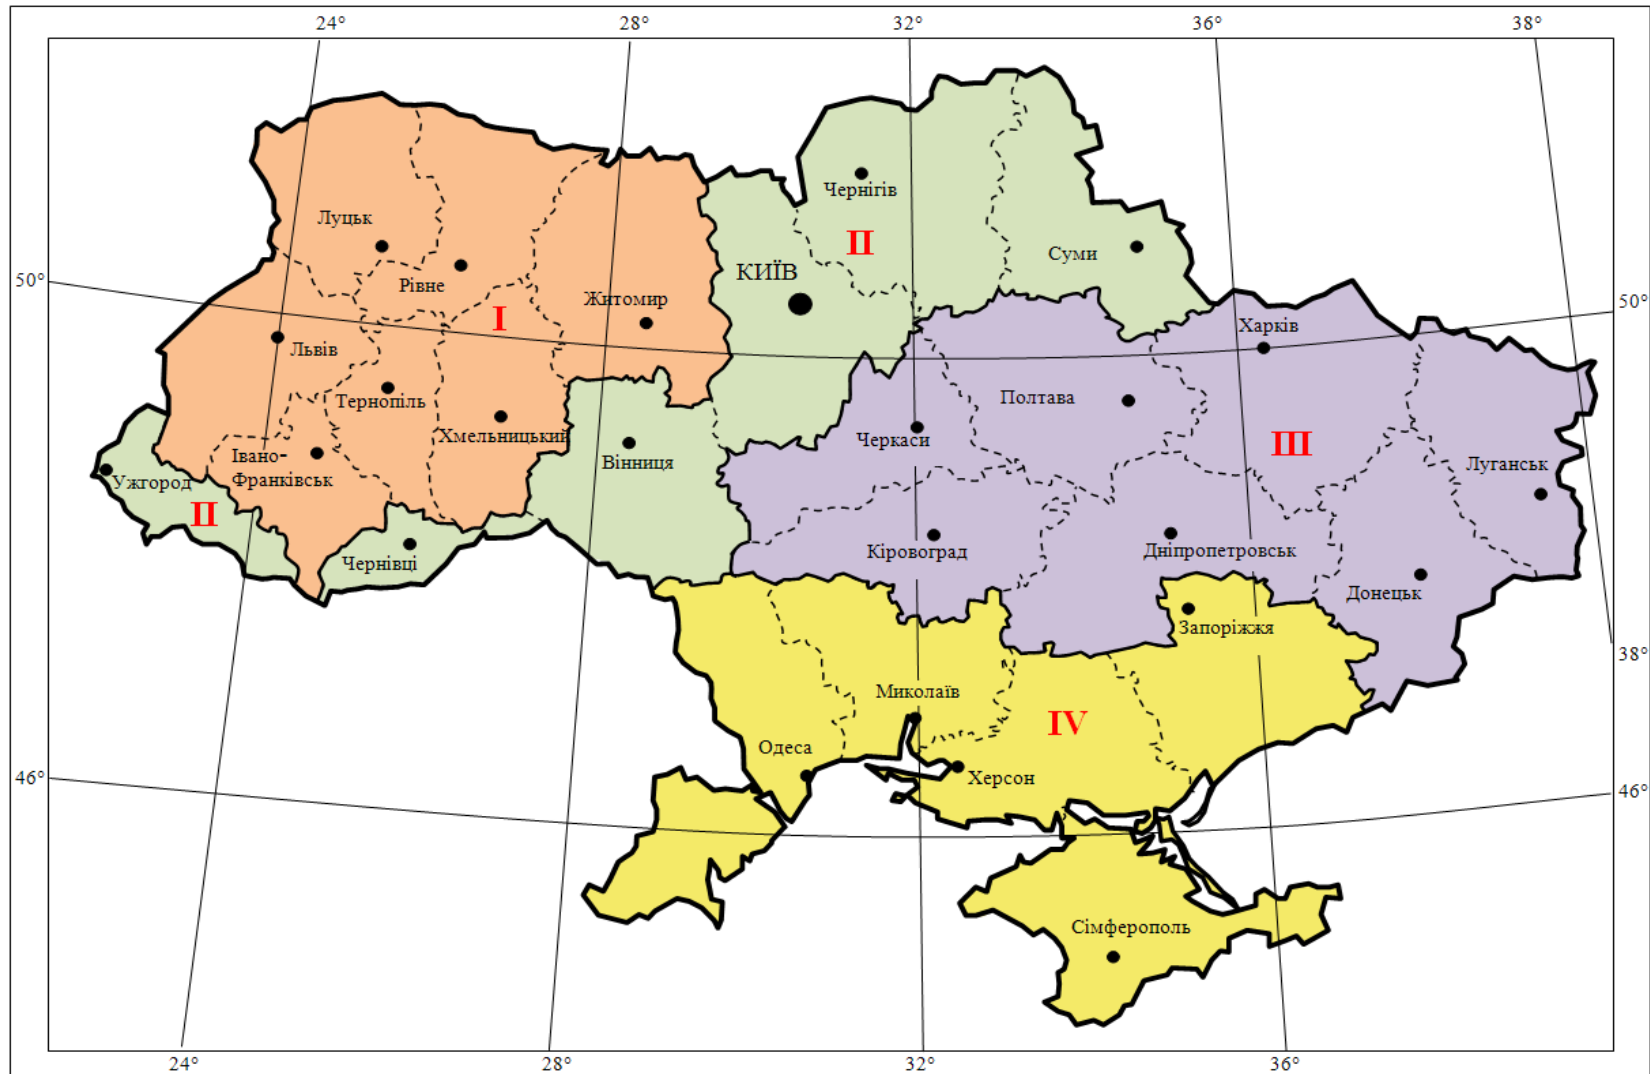 24°
28°
32°
36°
38°
Чернігів
Луцьк
II
Суми
КИЇВ
50°
Рівне
Житомир
50°
I
Харків
Львів
Тернопіль
Полтава
Хмельницький
Черкаси
III
Івано-
Франківськ
Вінниця
Луганськ
Ужгород
II
Кіровоград
Дніпропетровськ
Чернівці
Донецьк
Запоріжжя
38°
Миколаїв
IV
Одеса
Херсон
46°
46°
Сімферополь
24°
28°
32°
36°